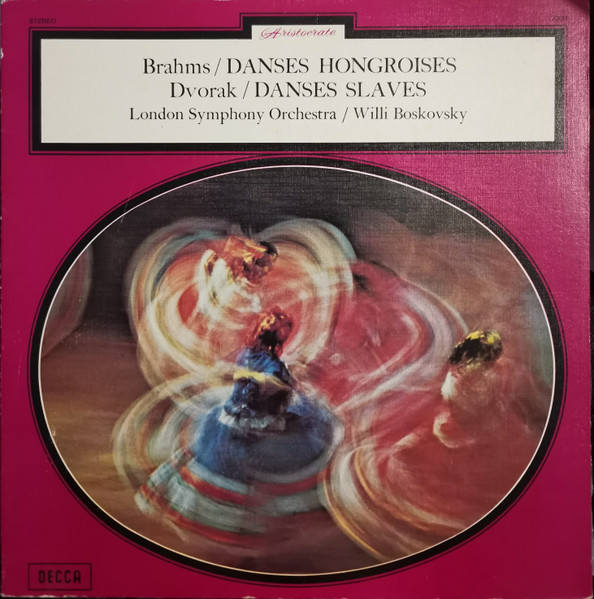 STEREO
Aristocrate
Brahms / DANSES HONGROISES
Dvorak / DANSES SLAVES
London Symphony Orchestra / Willi Boskovsky
DECCA